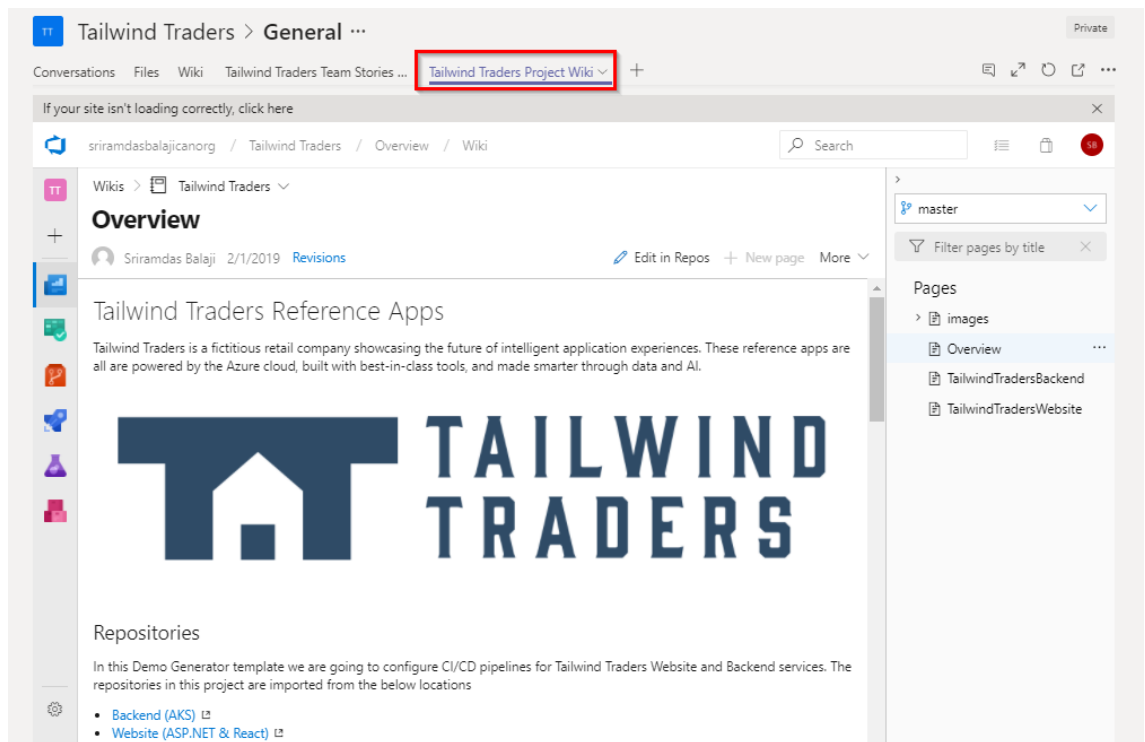 TT Tailwind Traders > General ... Private
Conversations Files Wiki Tailwind Traders Team Stories ... Tailwind Traders Project Wiki
If your site isn't loading correctly, click here
sriramdasbalajicanorg / Tailwind Traders / Overview / Wiki Search SB
TT Wikis > Tailwind Traders
master
Overview
Filter pages by title
Sriramdas Balaji 2/1/2019 Revisions Edit in Repos + New page More
Pages
images
Overview ...
TailwindTradersBackend
TailwindTradersWebsite
Tailwind Traders Reference Apps
Tailwind Traders is a fictitious retail company showcasing the future of intelligent application experiences. These reference apps are
all are powered by the Azure cloud, built with best-in-class tools, and made smarter through data and AI.
TAILWIND
TRADERS
Repositories
In this Demo Generator template we are going to configure CI/CD pipelines for Tailwind Traders Website and Backend services. The
repositories in this project are imported from the below locations
• Backend (AKS)
• Website (ASP.NET & React)